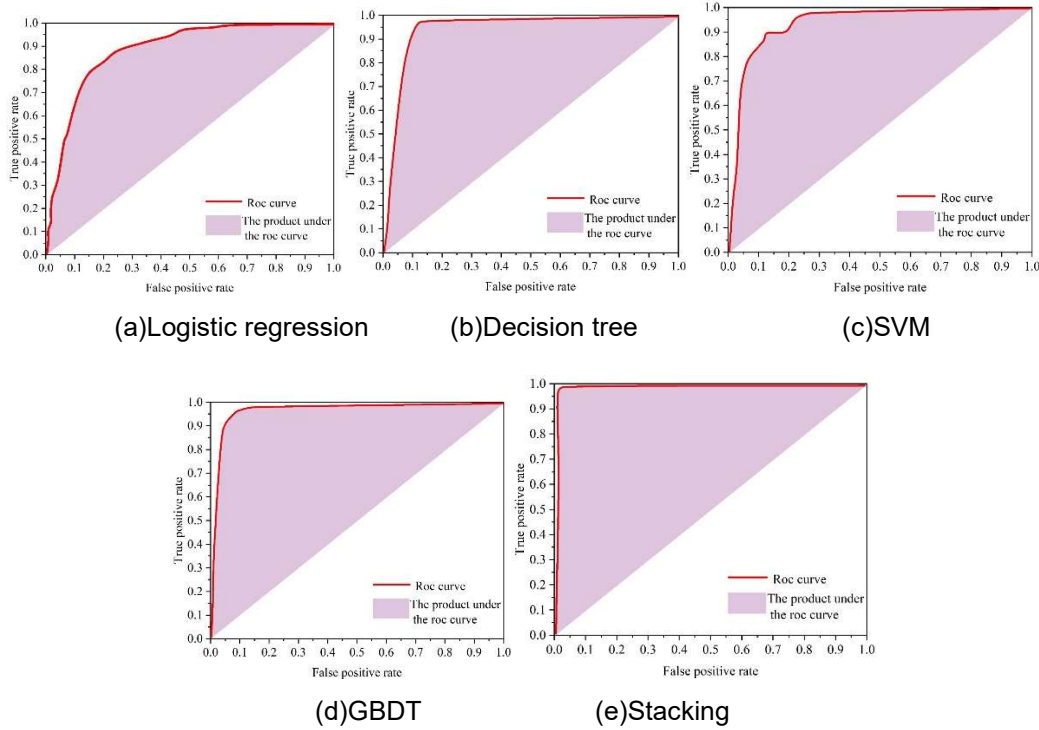 1.0
0.9
0.8
0.7
0.6
0.5
0.4
0.3
0.2
0.1
0.0
True positive rate
Roc curve
The product under
the roc curve
0.0 0.1 0.2 0.3 0.4 0.5 0.6 0.7 0.8 0.9 1.0
False positive rate
(a)Logistic regression
1.0
0.9
0.8
0.7
0.6
0.5
0.4
0.3
0.2
0.1
0.0
True positive rate
Roc curve
The product under
the roc curve
0.0 0.1 0.2 0.3 0.4 0.5 0.6 0.7 0.8 0.9 1.0
False positive rate
(b)Decision tree
1.0
0.9
0.8
0.7
0.6
0.5
0.4
0.3
0.2
0.1
0.0
True positive rate
Roc curve
The product under
the roc curve
0.0 0.1 0.2 0.3 0.4 0.5 0.6 0.7 0.8 0.9 1.0
False positive rate
(c)SVM
1.0
0.9
0.8
0.7
0.6
0.5
0.4
0.3
0.2
0.1
0.0
True positive rate
Roc curve
The product under
the roc curve
0.0 0.1 0.2 0.3 0.4 0.5 0.6 0.7 0.8 0.9 1.0
False positive rate
(d)GBDT
1.0
0.9
0.8
0.7
0.6
0.5
0.4
0.3
0.2
0.1
0.0
True positive rate
Roc curve
The product under
the roc curve
0.0 0.1 0.2 0.3 0.4 0.5 0.6 0.7 0.8 0.9 1.0
False positive rate
(e)Stacking